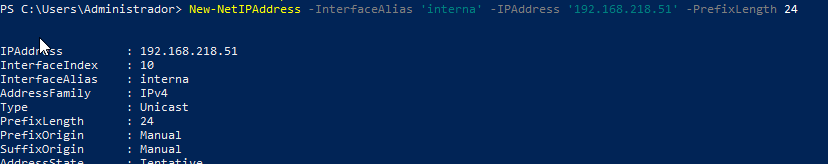 PS C:\Users\Administrador> New-NetIPAddress -InterfaceAlias 'interna' -IPAddress '192.168.218.51' -PrefixLength 24
IPAddress : 192.168.218.51
InterfaceIndex : 10
InterfaceAlias : interna
AddressFamily : IPv4
Type : Unicast
PrefixLength : 24
PrefixOrigin : Manual
SuffixOrigin : Manual
AddressState : Tentative